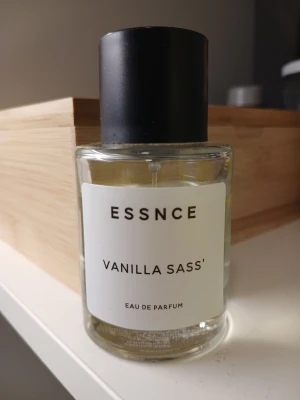 ESSNCE
VANILLA SASS'
EAU DE PARFUM